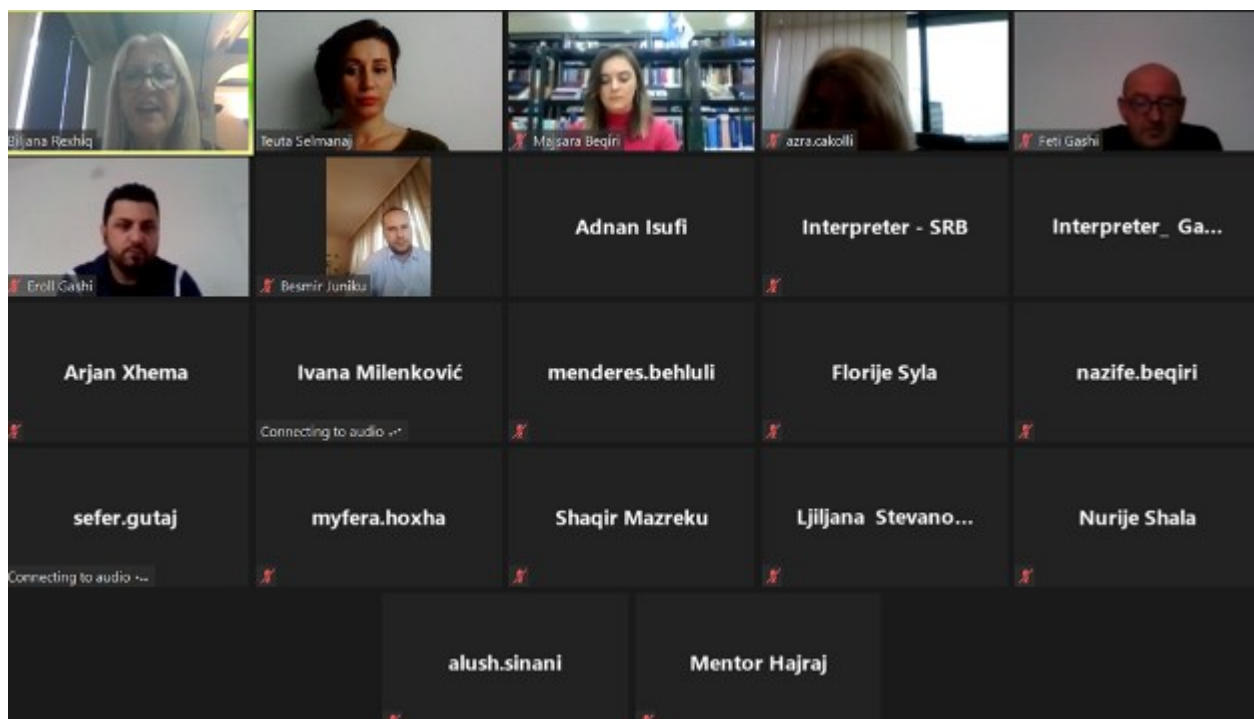 Biljana Rexhiq
Teuta Selmanaj
Majsara Beqiri
azra.cakolli
Feti Gashi
Eroll Gashi
Besmir Juniku
Adnan Isufi
Interpreter - SRB
Interpreter_ Ga...
Arjan Xhema
Ivana Milenković
Connecting to audio
menderes.behluli
Florije Syla
nazife.beqiri
sefer.gutaj
Connecting to audio
myfera.hoxha
Shaqir Mazreku
Ljiljana Stevano...
Nurije Shala
alush.sinani
Mentor Hajraj